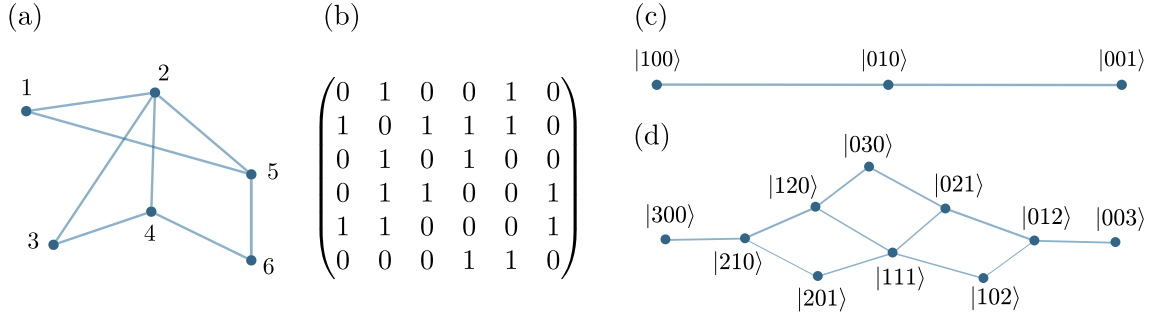 (a)
1
2
3
4
5
6
(b)
0 1 0 0 1 0
1 0 1 1 1 0
0 1 0 1 0 0
0 1 1 0 0 1
1 1 0 0 0 1
0 0 0 1 1 0
(c)
|100⟩ |010⟩ |001⟩
(d)
|030⟩
|120⟩ |021⟩
|300⟩ |012⟩ |003⟩
|210⟩ |111⟩
|201⟩ |102⟩